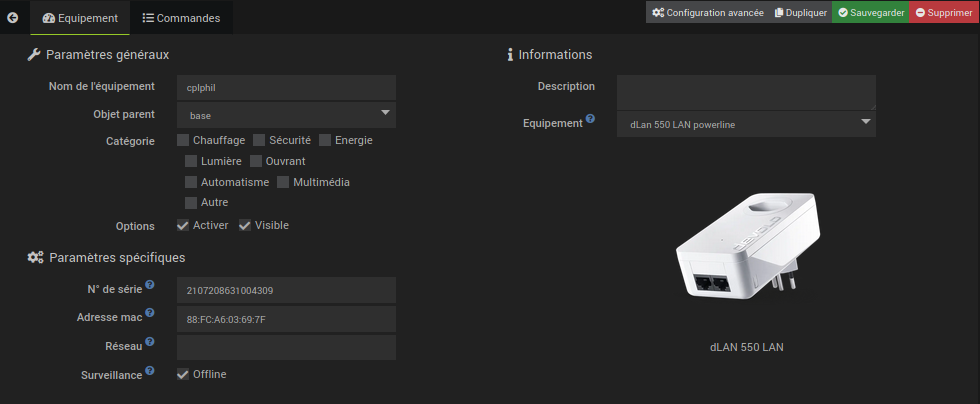 Equipement
Commandes
Configuration avancée
Dupliquer
Sauvegarder
Supprimer
Paramètres généraux
Nom de l'équipement
cplphil
Objet parent
base
Catégorie
Chauffage Sécurité Energie
Lumière Ouvrant
Automatisme Multimédia
Autre
Options
Activer Visible
Paramètres spécifiques
N° de série
2107208631004309
Adresse mac
88:FC:A6:03:69:7F
Réseau
Surveillance
Offline
Informations
Description
Equipement
dLan 550 LAN powerline
devolo
dLAN 550 LAN